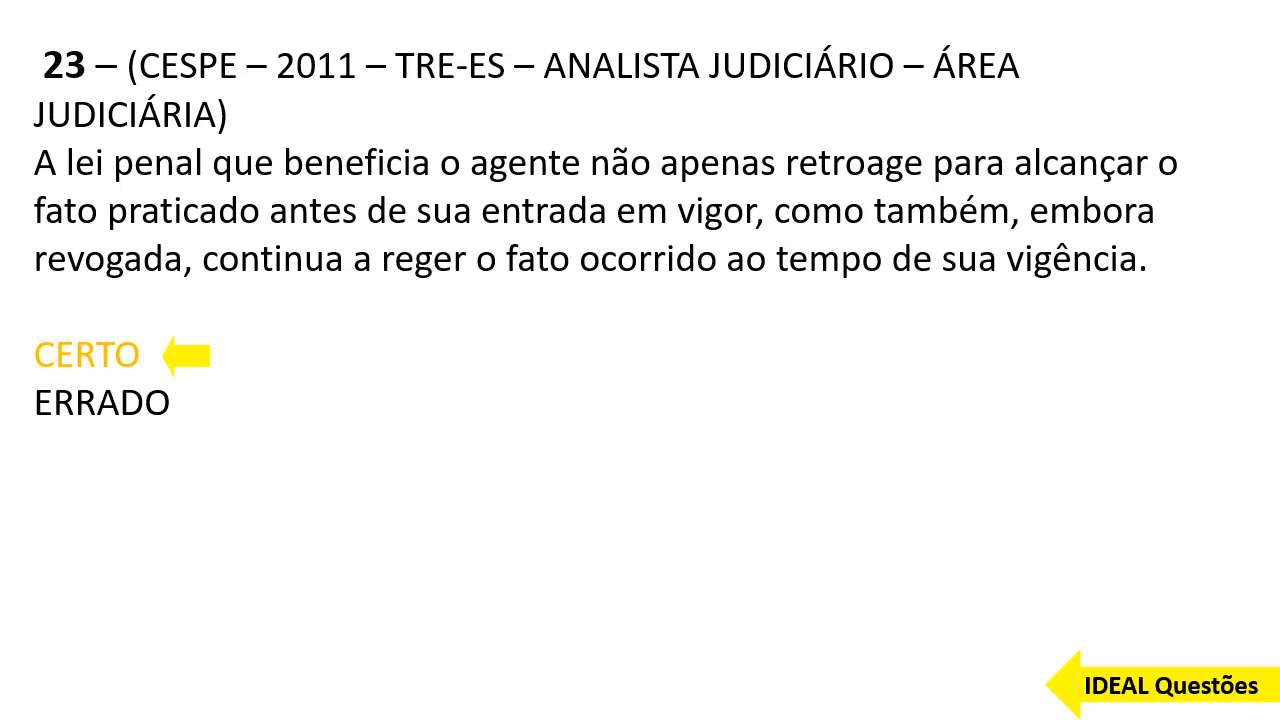 23 – (CESPE – 2011 – TRE-ES – ANALISTA JUDICIÁRIO – ÁREA
JUDICIÁRIA)
A lei penal que beneficia o agente não apenas retroage para alcançar o
fato praticado antes de sua entrada em vigor, como também, embora
revogada, continua a reger o fato ocorrido ao tempo de sua vigência.
CERTO
ERRADO
IDEAL Questões